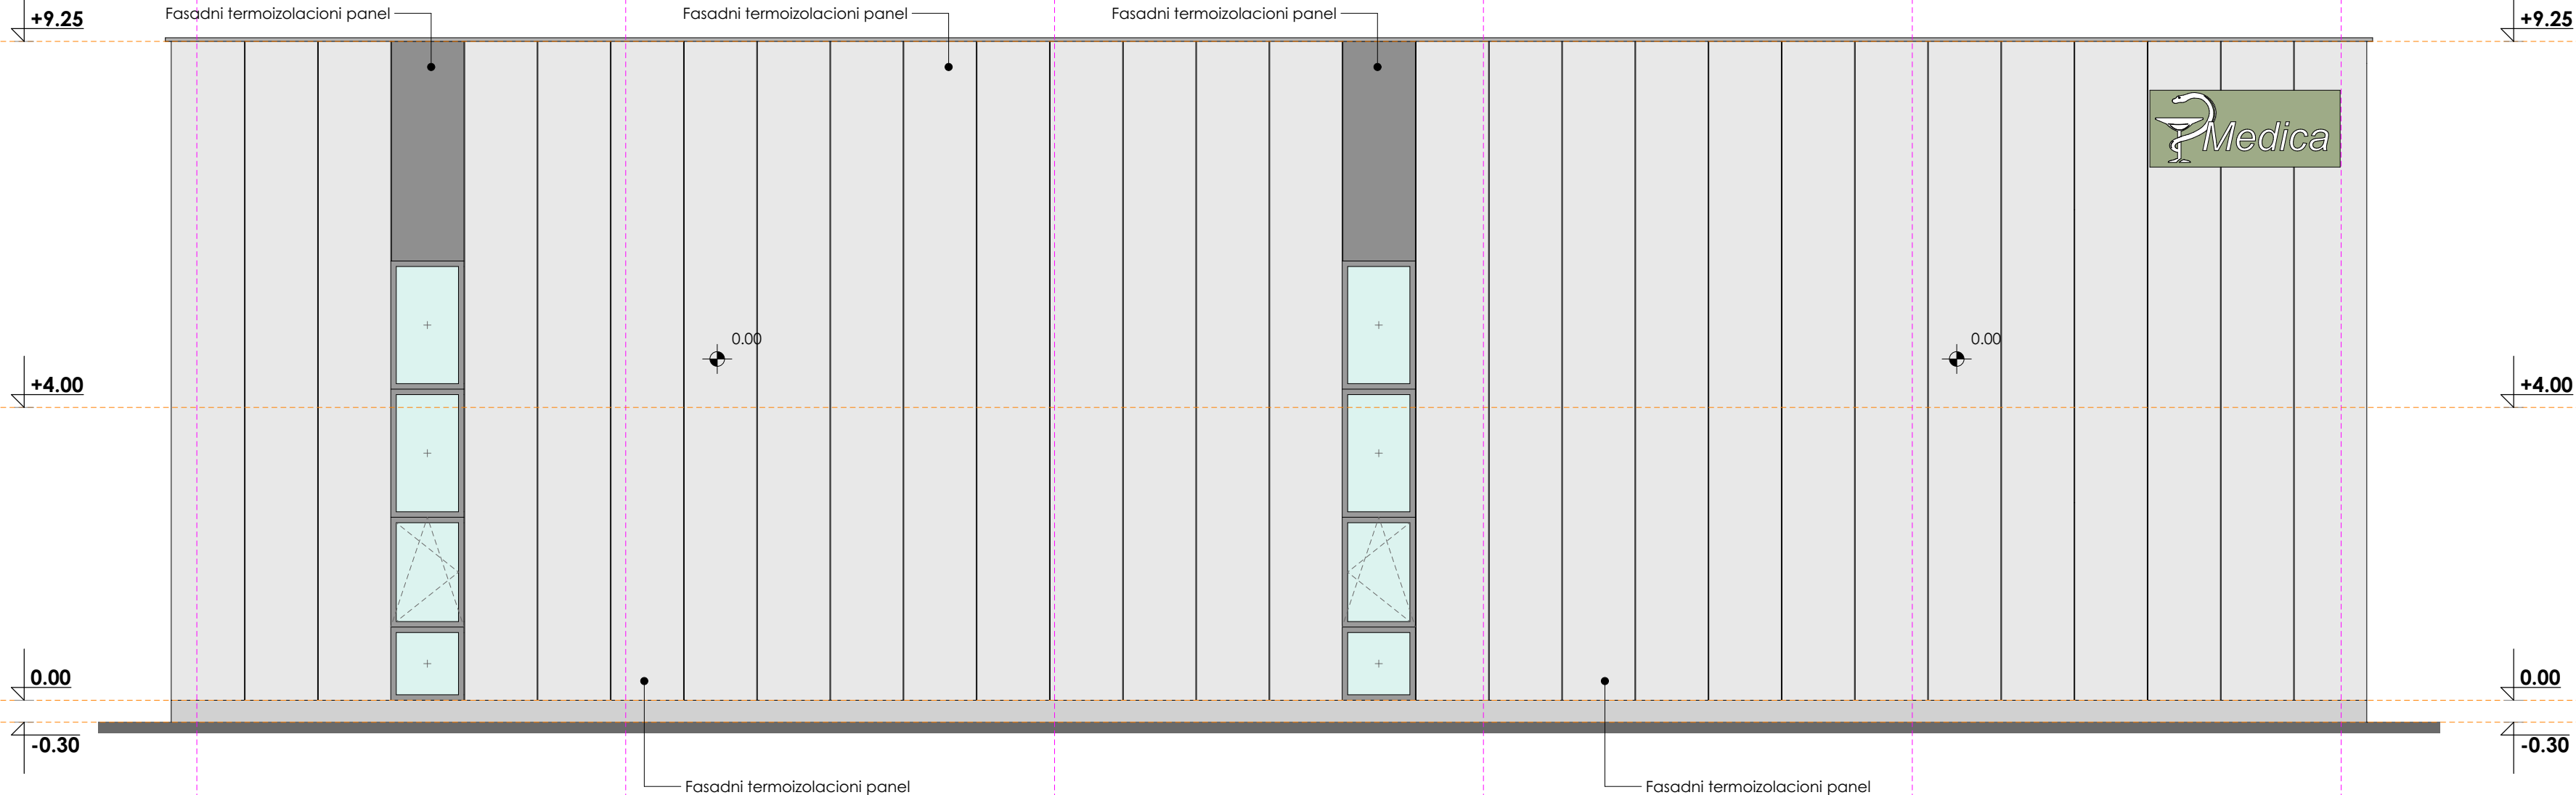 Fasadni termoizolacioni panel
Fasadni termoizolacioni panel
Fasadni termoizolacioni panel
+9.25
+9.25
Medica
0.00
0.00
+4.00
+4.00
0.00
0.00
-0.30
-0.30
Fasadni termoizolacioni panel
Fasadni termoizolacioni panel